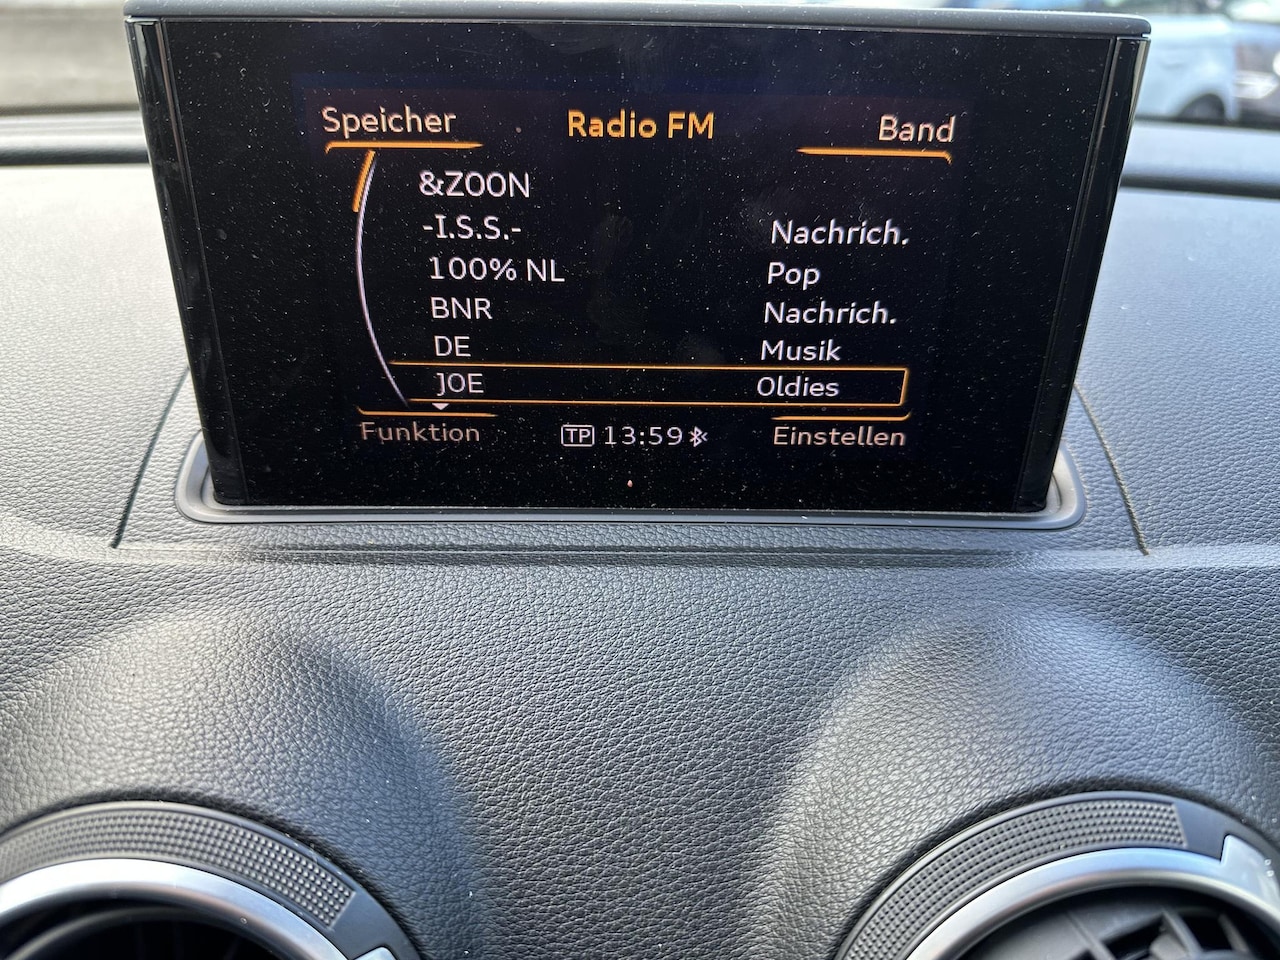 Speicher Radio FM Band
&ZOON
-I.S.S.- Nachrich.
100% NL Pop
BNR Nachrich.
DE Musik
JOE Oldies
Funktion TP 13:59 Einstellen